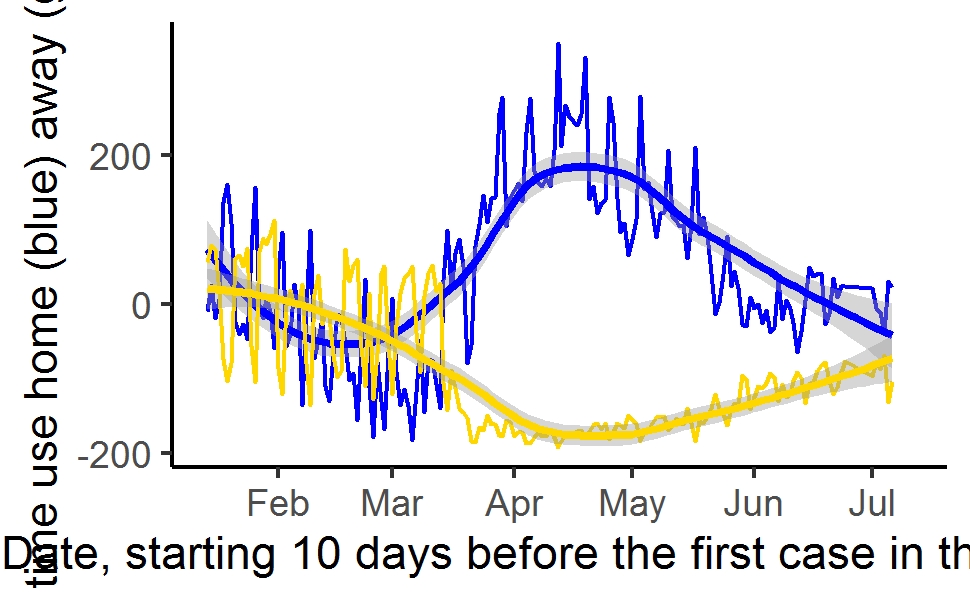 time use home (blue) away (
200
0
-200
Feb Mar Apr May Jun Jul
Date, starting 10 days before the first case in th